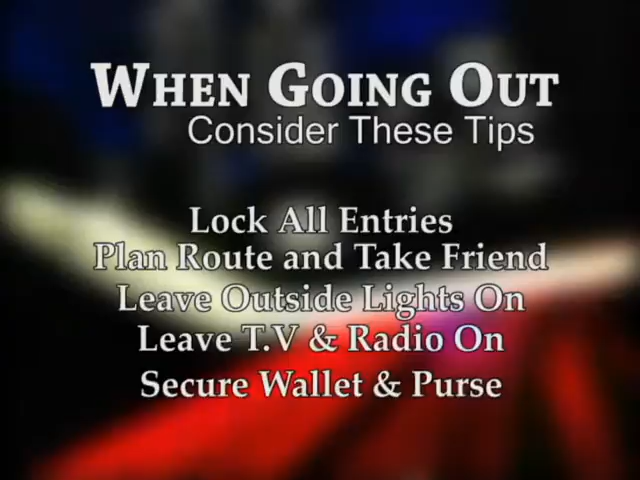 When Going Out
Consider These Tips
Lock All Entries
Plan Route and Take Friend
Leave Outside Lights On
Leave T.V & Radio On
Secure Wallet & Purse